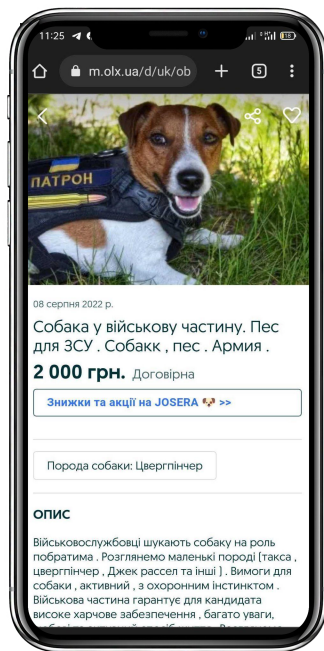 11:25
m.olx.ua/d/uk/ob
5
ПАТРОН
08 серпня 2022 р.
Собака у військову частину. Пес
для ЗСУ . Собакк , пес . Армия .
2 000 грн. Договірна
Знижки та акції на JOSERA >>
Порода собаки: Цвергпінчер
ОПИС
Військовослужбовці шукають собаку на роль
побратима . Розглянемо маленькі породі (такса ,
цвергпінчер , Джек рассел та інші ) . Вимоги для
собаки , активний , з охоронним інстинктом .
Військова частина гарантує для кандидата
високе харчове забезпечення , багато уваги,